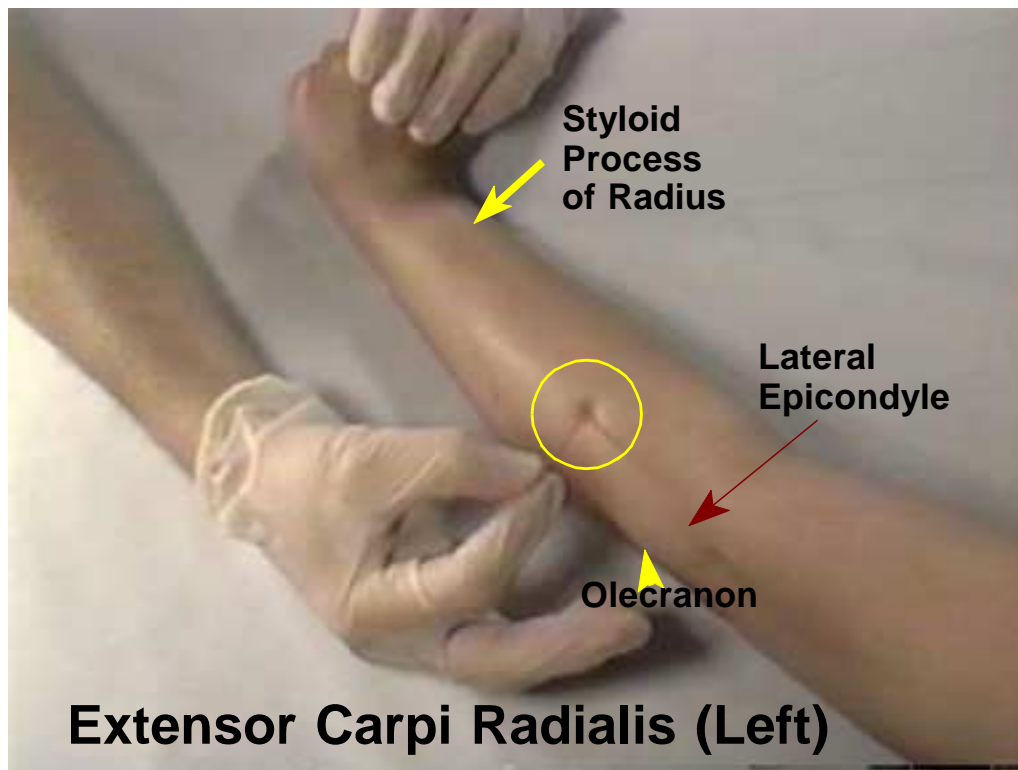 Styloid
Process
of Radius
Lateral
Epicondyle
Olecranon
Extensor Carpi Radialis (Left)